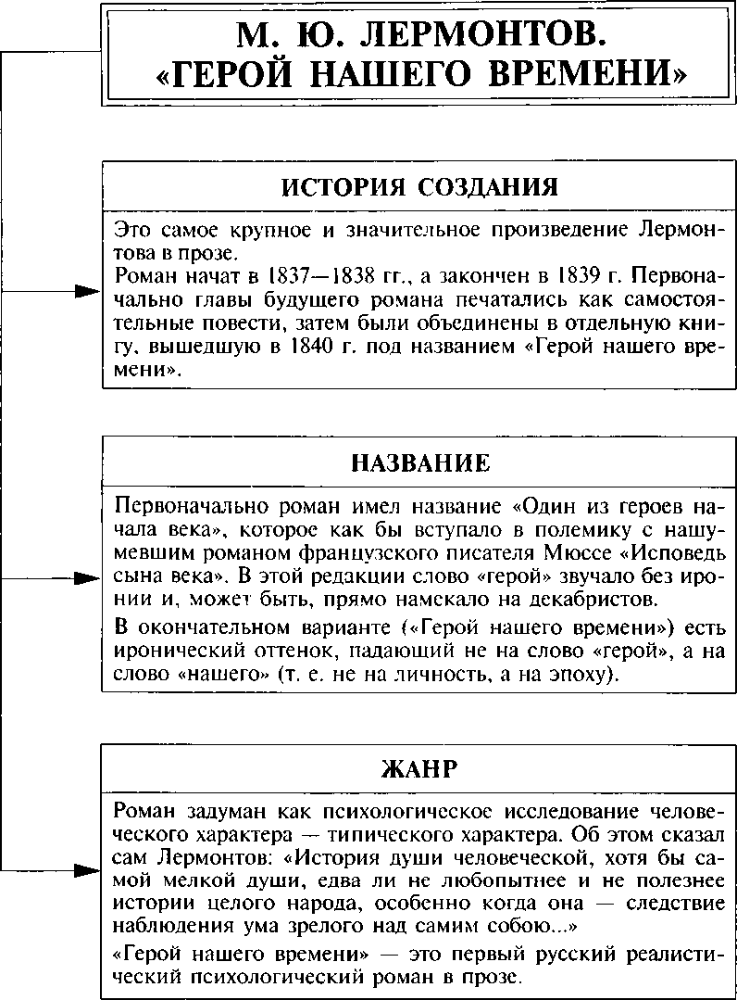 М. Ю. ЛЕРМОНТОВ.
«ГЕРОЙ НАШЕГО ВРЕМЕНИ»
ИСТОРИЯ СОЗДАНИЯ
Это самое крупное и значительное произведение Лермон-
това в прозе.
Роман начат в 1837—1838 гг., а закончен в 1839 г. Первона-
чально главы будущего романа печатались как самостоя-
тельные повести, затем были объединены в отдельную кни-
гу, вышедшую в 1840 г. под названием «Герой нашего вре-
мени».
НАЗВАНИЕ
Первоначально роман имел название «Один из героев на-
чала века», которое как бы вступало в полемику с нашу-
мевшим романом французского писателя Мюссе «Исповедь
сына века». В этой редакции слово «герой» звучало без иро-
нии и, может быть, прямо намекало на декабристов.
В окончательном варианте («Герой нашего времени») есть
иронический оттенок, падающий не на слово «герой», а на
слово «нашего» (т. е. не на личность, а на эпоху).
ЖАНР
Роман задуман как психологическое исследование челове-
ческого характера — типического характера. Об этом сказал
сам Лермонтов: «История души человеческой, хотя бы са-
мой мелкой души, едва ли не любопытнее и не полезнее
истории целого народа, особенно когда она — следствие
наблюдения ума зрелого над самим собою...»
«Герой нашего времени» — это первый русский реалисти-
ческий психологический роман в прозе.